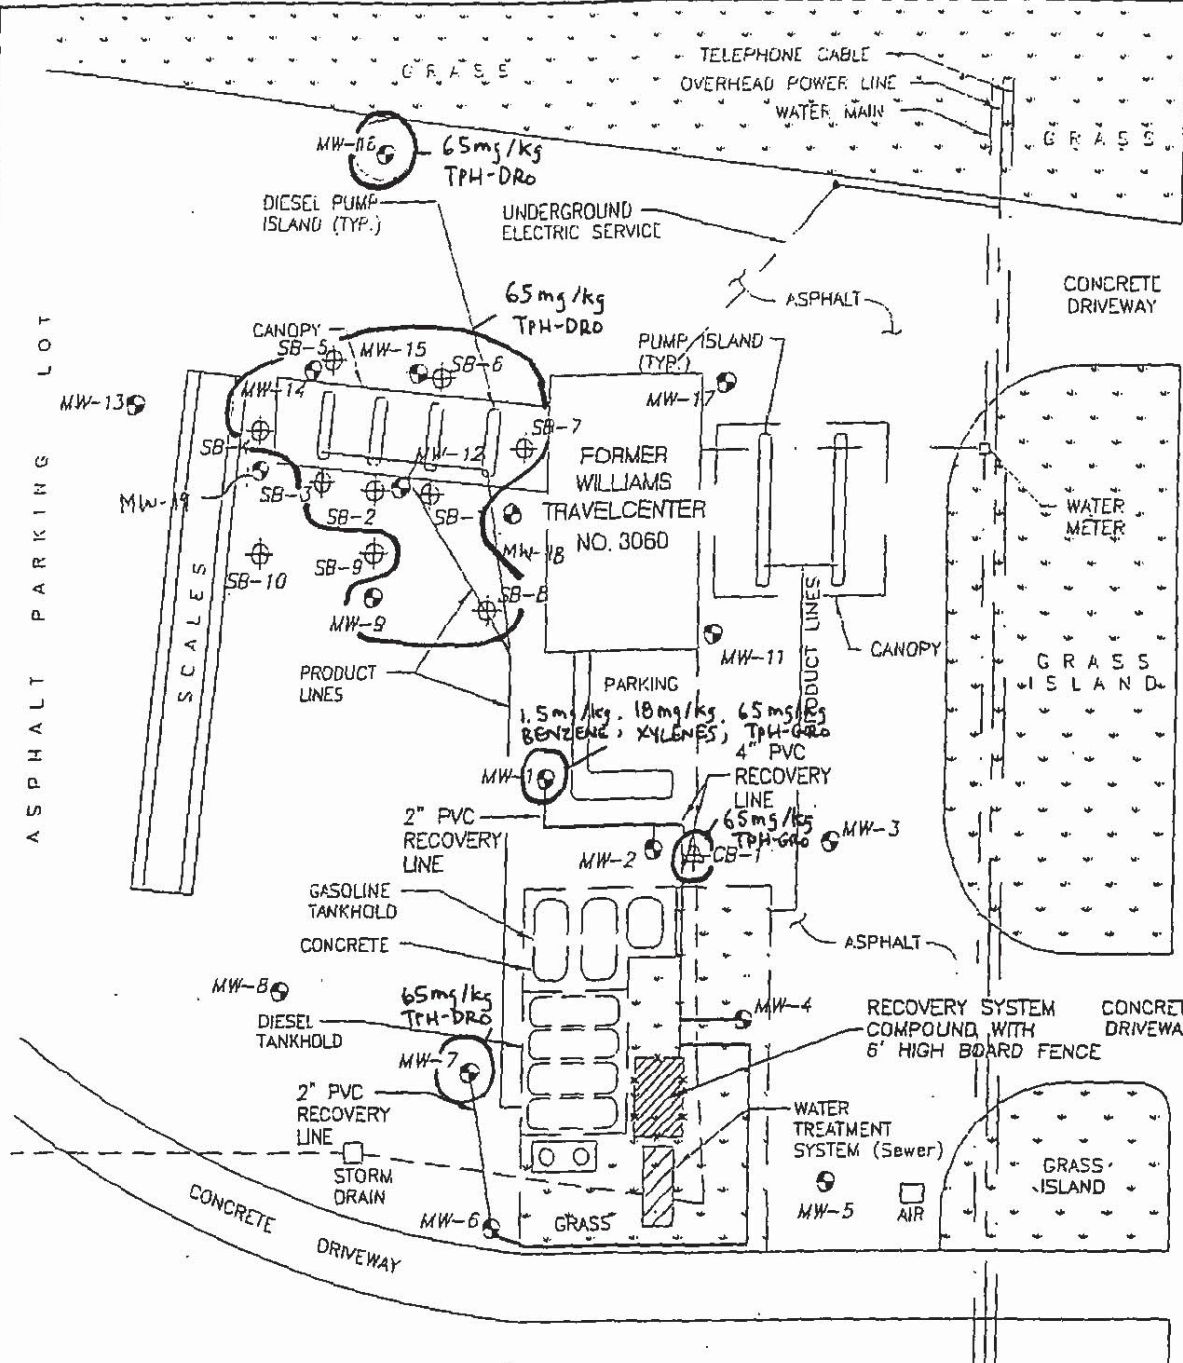 GRASS
TELEPHONE CABLE
OVERHEAD POWER LINE
WATER MAIN
GRASS
65mg/kg
TPH-DRO
DIESEL PUMP
ISLAND (TYP.)
UNDERGROUND
ELECTRIC SERVICE
65mg/kg
TPH-DRO
ASPHALT
CONCRETE
DRIVEWAY
CANOPY
SB-5
MW-15
SB-6
MW-14
PUMP ISLAND
(TYP.)
MW-17
MW-13
SB-7
MW-12
FORMER
WILLIAMS
TRAVELCENTER
NO. 3060
MW-19
SB-3
SB-2
MW-18
WATER
METER
SB-10
SB-9
SB-8
MW-9
SCALES
ASPHALT PARKING LOT
PRODUCT
LINES
MW-11
PRODUCT LINES
CANOPY
GRASS
ISLAND
PARKING
1.5mg/kg, 18mg/kg, 65mg/kg
BENZENE, XYLENES, TPH-GRO
MW-1
4" PVC
RECOVERY
LINE
2" PVC
RECOVERY
LINE
65mg/kg
TPH-GRO
MW-2
CB-1
MW-3
GASOLINE
TANKHOLD
CONCRETE
ASPHALT
MW-8
65mg/kg
TPH-DRO
DIESEL
TANKHOLD
MW-4
RECOVERY SYSTEM
COMPOUND WITH
6' HIGH BOARD FENCE
CONCRET
DRIVEWA
MW-7
2" PVC
RECOVERY
LINE
WATER
TREATMENT
SYSTEM (Sewer)
STORM
DRAIN
MW-5
AIR
GRASS
ISLAND
MW-6
GRASS
CONCRETE
DRIVEWAY